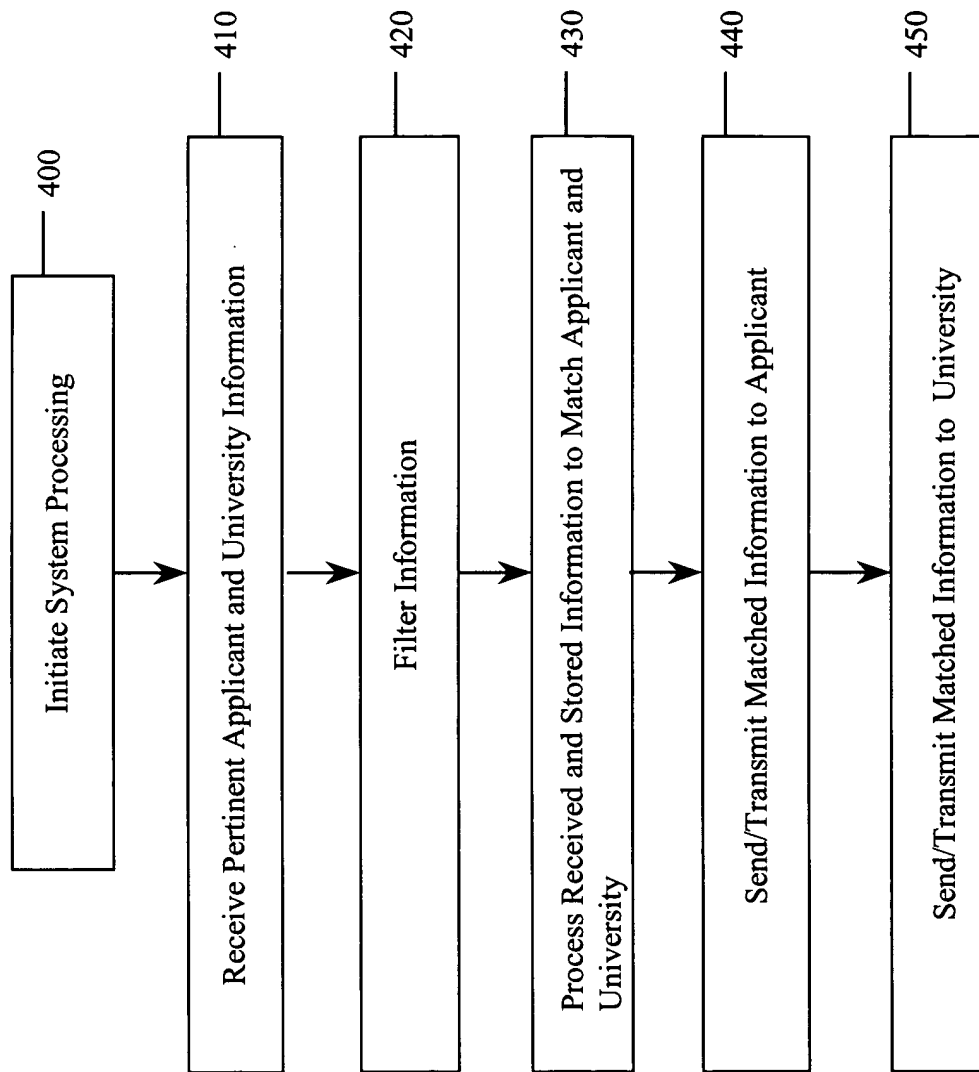 Initiate System Processing
400
Receive Pertinent Applicant and University Information
410
Filter Information
420
Process Received and Stored Information to Match Applicant and
University
430
Send/Transmit Matched Information to Applicant
440
Send/Transmit Matched Information to University
450